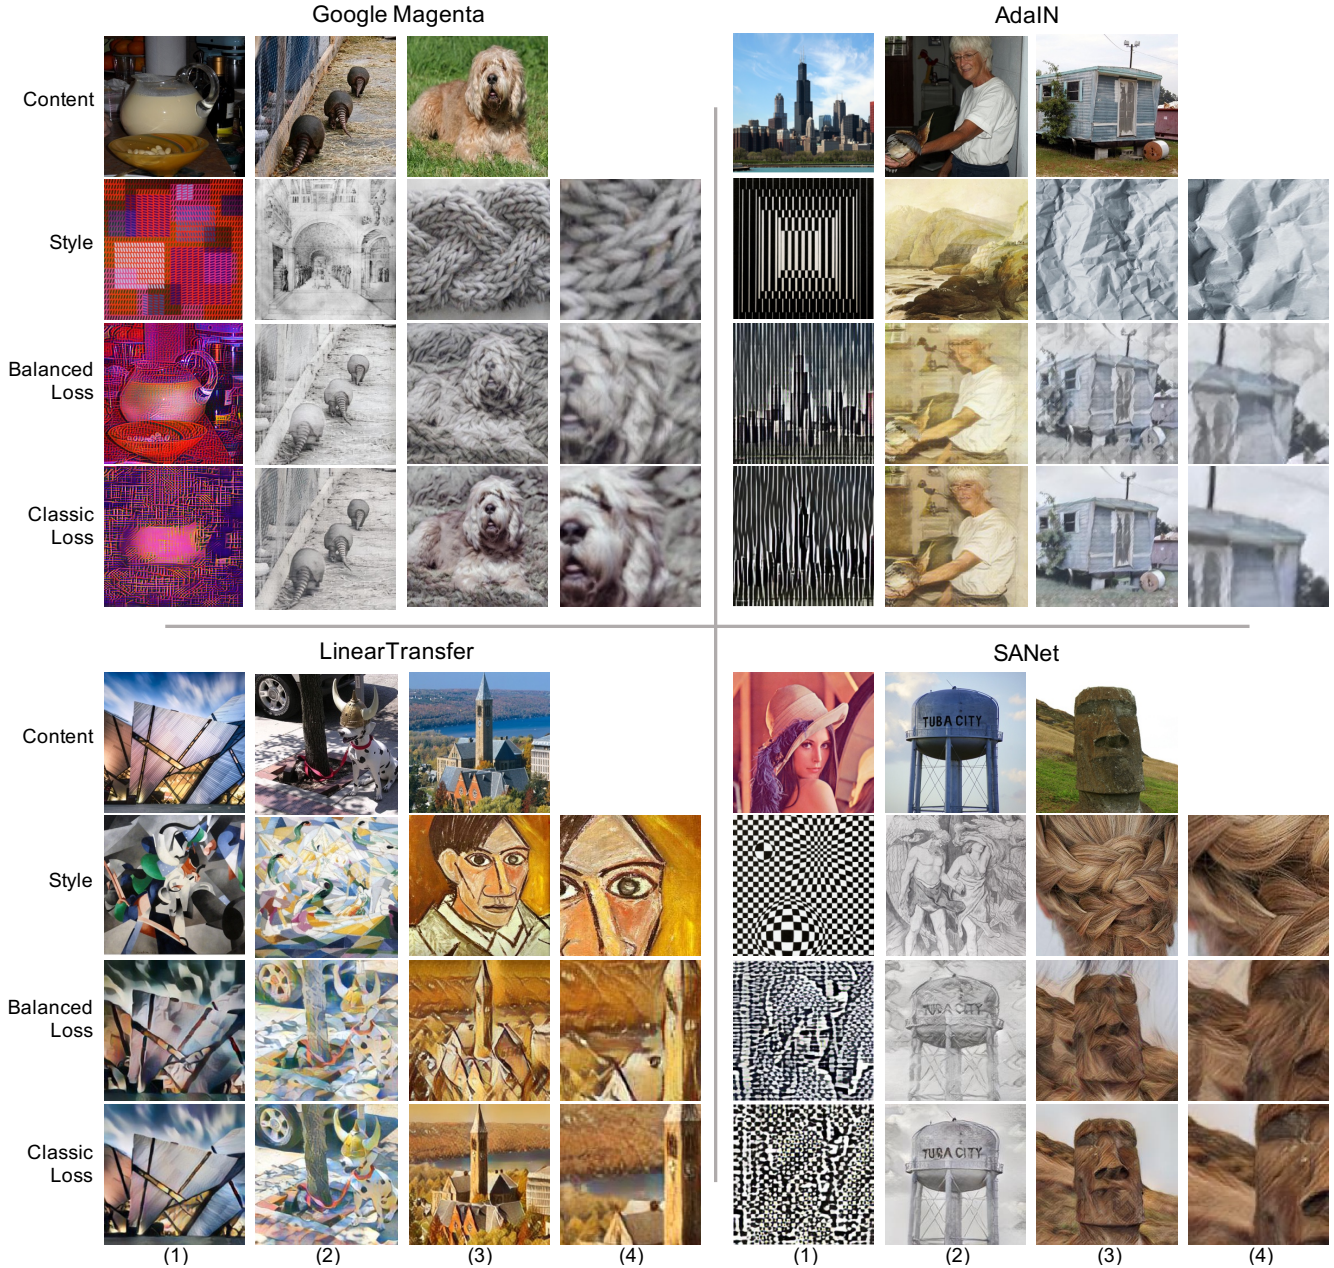 Google Magenta
AdaIN
Content
Style
Balanced
Loss
Classic
Loss
LinearTransfer
SANet
Content
TUBA CITY
Style
Balanced
Loss
TUBA CITY
Classic
Loss
TUBA CITY
(1)
(2)
(3)
(4)
(1)
(2)
(3)
(4)